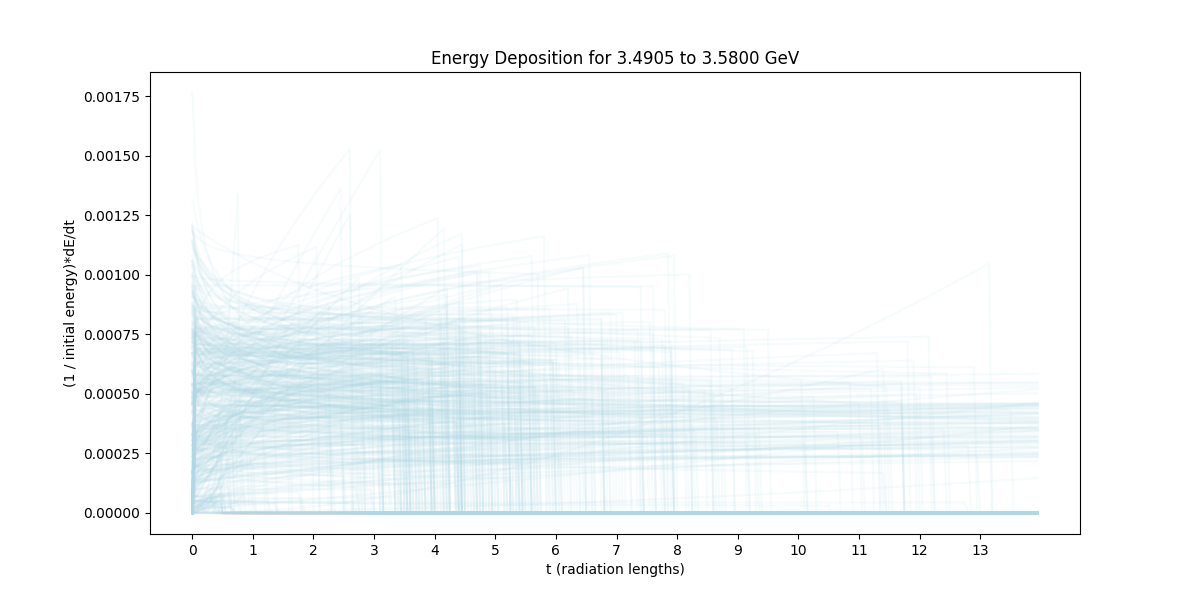 Energy Deposition for 3.4905 to 3.5800 GeV
(1 / initial energy)*dE/dt
0.00175
0.00150
0.00125
0.00100
0.00075
0.00050
0.00025
0.00000
0 1 2 3 4 5 6 7 8 9 10 11 12 13
t (radiation lengths)